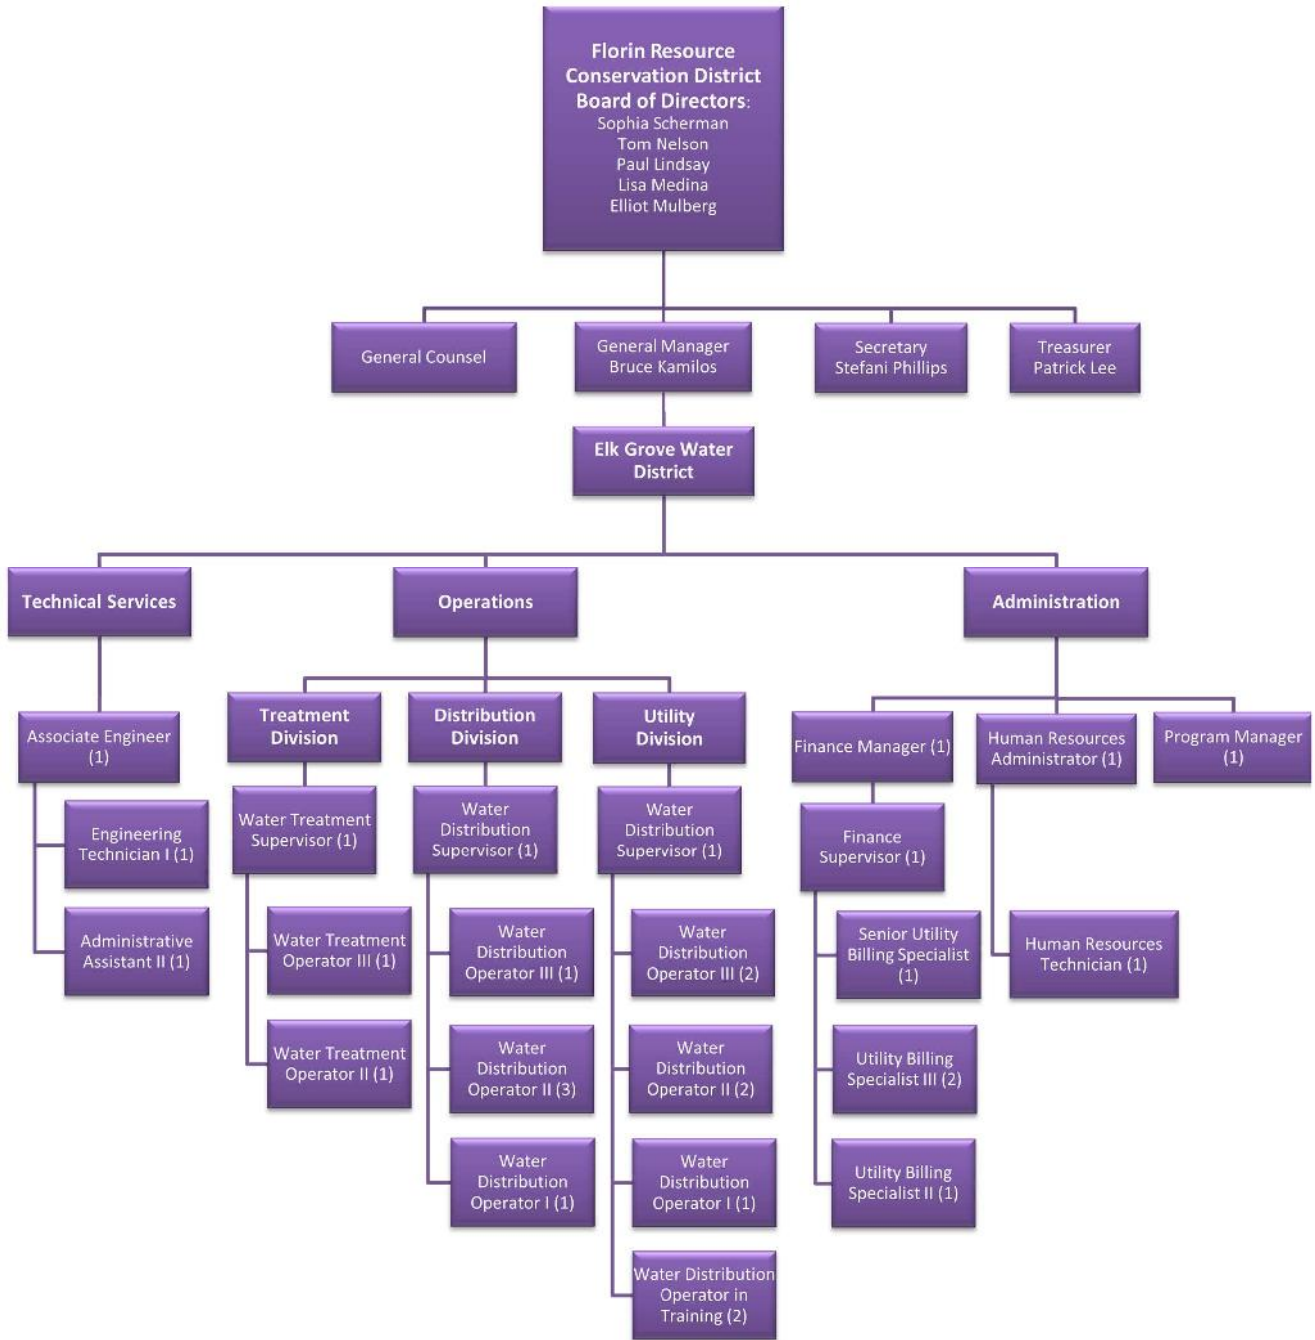 Florin Resource
Conservation District
Board of Directors:
Sophia Scherman
Tom Nelson
Paul Lindsay
Lisa Medina
Elliot Mulberg
General Counsel
General Manager
Bruce Kamilos
Secretary
Stefani Phillips
Treasurer
Patrick Lee
Elk Grove Water
District
Technical Services
Operations
Administration
Associate Engineer
(1)
Engineering
Technician I (1)
Administrative
Assistant II (1)
Treatment
Division
Water Treatment
Supervisor (1)
Water Treatment
Operator III (1)
Water Treatment
Operator II (1)
Distribution
Division
Water
Distribution
Supervisor (1)
Water
Distribution
Operator III (1)
Water
Distribution
Operator II (3)
Water
Distribution
Operator I (1)
Utility
Division
Water
Distribution
Supervisor (1)
Water
Distribution
Operator III (2)
Water
Distribution
Operator II (2)
Water
Distribution
Operator I (1)
Water Distribution
Operator in
Training (2)
Finance Manager (1)
Finance
Supervisor (1)
Senior Utility
Billing Specialist
(1)
Utility Billing
Specialist III (2)
Utility Billing
Specialist II (1)
Human Resources
Administrator (1)
Human Resources
Technician (1)
Program Manager
(1)